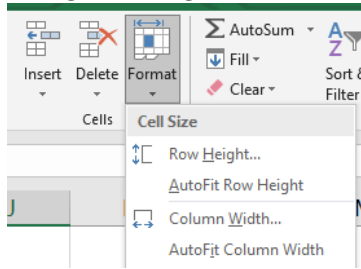 AutoSum
Fill
Clear
Insert Delete Format
Sort &
Filter
Cells
Cell Size
Row Height...
AutoFit Row Height
Column Width...
AutoFit Column Width
J